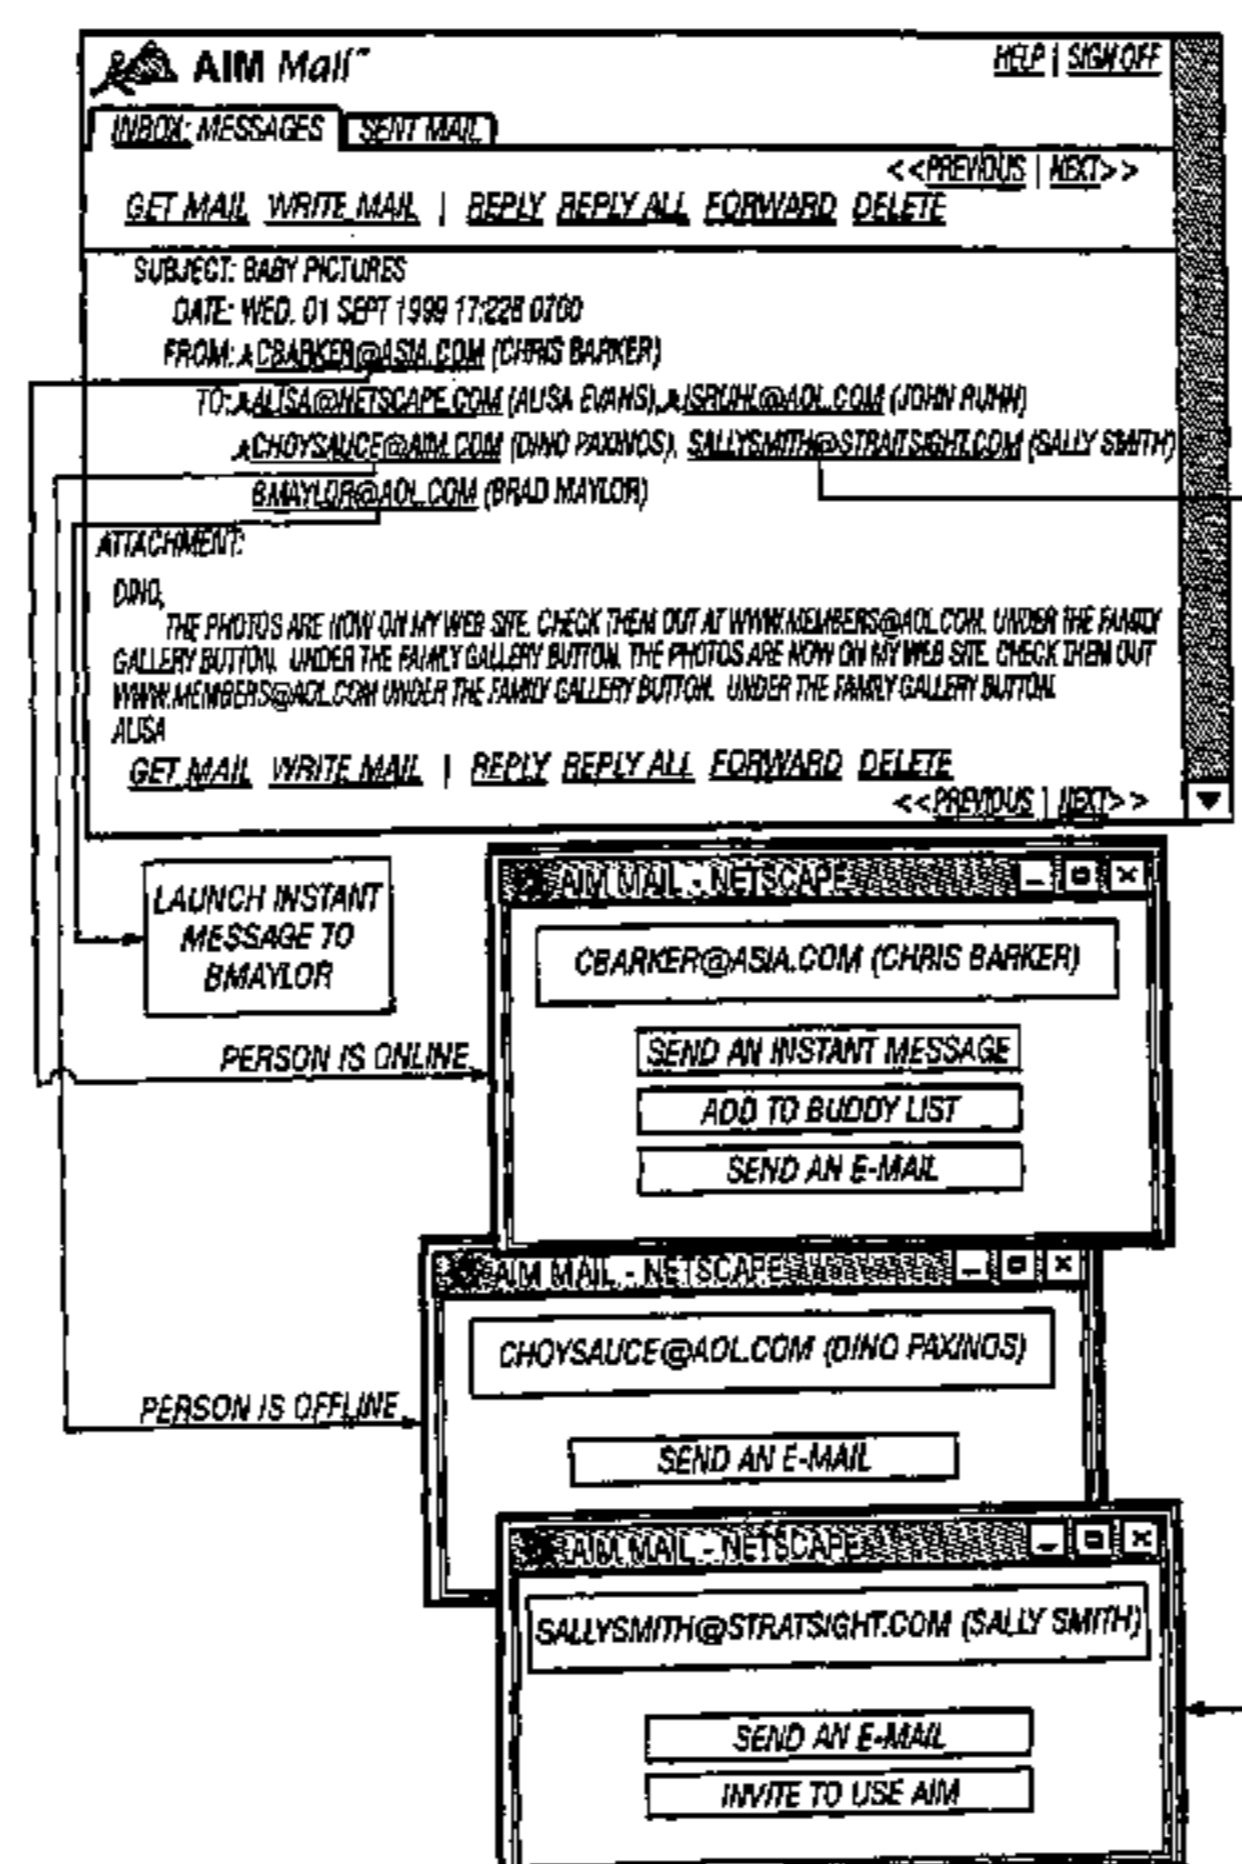 AIM Mail™
HELP | SIGN OFF
INBOX: MESSAGES
SENT MAIL
<<PREVIOUS | NEXT>>
GET MAIL WRITE MAIL | REPLY REPLY ALL FORWARD DELETE
SUBJECT: BABY PICTURES
DATE: WED. 01 SEPT 1999 17:228 0700
FROM: CBARKER@ASIA.COM (CHRIS BARKER)
TO: ALISA@NETSCAPE.COM (ALISA EVANS), @AOL.COM (JOHN RUHN)
CHOYSAUCE@AIM.COM (DINO PAXINOS), SALLYSMITH@STRAITSIGHT.COM (SALLY SMITH)
BMAYLOR@AOL.COM (BRAD MAYLOR)
ATTACHMENT:
DINO,
THE PHOTOS ARE NOW ON MY WEB SITE. CHECK THEM OUT AT WWW.MEMBERS@AOL.COM. UNDER THE FAMILY
GALLERY BUTTON. UNDER THE FAMILY GALLERY BUTTON. THE PHOTOS ARE NOW ON MY WEB SITE. CHECK THEM OUT
WWW.MEMBERS@AOL.COM UNDER THE FAMILY GALLERY BUTTON. UNDER THE FAMILY GALLERY BUTTON.
ALISA
GET MAIL WRITE MAIL | REPLY REPLY ALL FORWARD DELETE
<<PREVIOUS | NEXT>>
LAUNCH INSTANT
MESSAGE TO
BMAYLOR
AIM MAIL - NETSCAPE
CBARKER@ASIA.COM (CHRIS BARKER)
SEND AN INSTANT MESSAGE
PERSON IS ONLINE
ADD TO BUDDY LIST
SEND AN E-MAIL
AIM MAIL - NETSCAPE
CHOYSAUCE@AOL.COM (DINO PAXINOS)
PERSON IS OFFLINE
SEND AN E-MAIL
AIM MAIL - NETSCAPE
SALLYSMITH@STRATSIGHT.COM (SALLY SMITH)
SEND AN E-MAIL
INVITE TO USE AIM